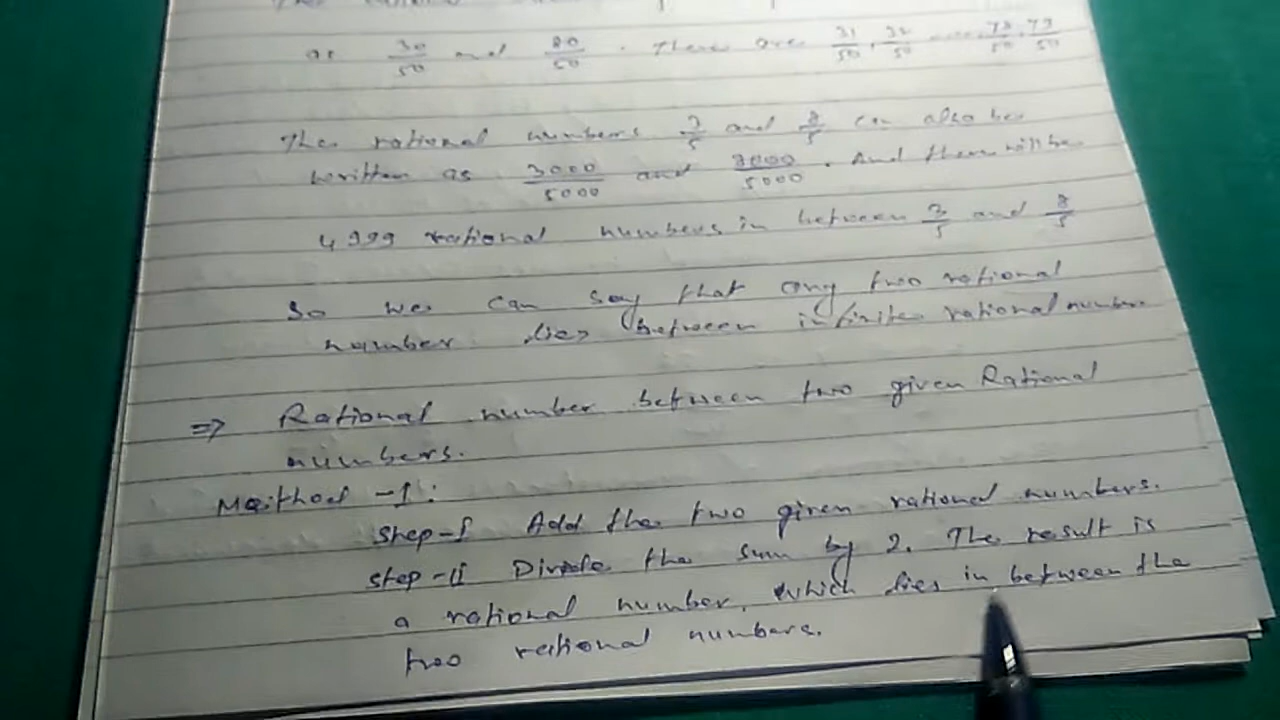 as 30/50 and 80/50 . There are 31/50, 32/50 ...... 78/50, 79/50
The rational numbers 3/5 and 8/5 can also be
written as 3000/5000 and 8000/5000 . And there will be
4999 rational numbers in between 3/5 and 8/5
So we can say that any two rational
number lies between infinite rational number
⇒ Rational number between two given Rational
numbers.
Meithod -I :
Step-I Add the two given rational numbers.
Step-II Divide the sum by 2. The result is
a rational number, which lies in between the
two rational numbers.